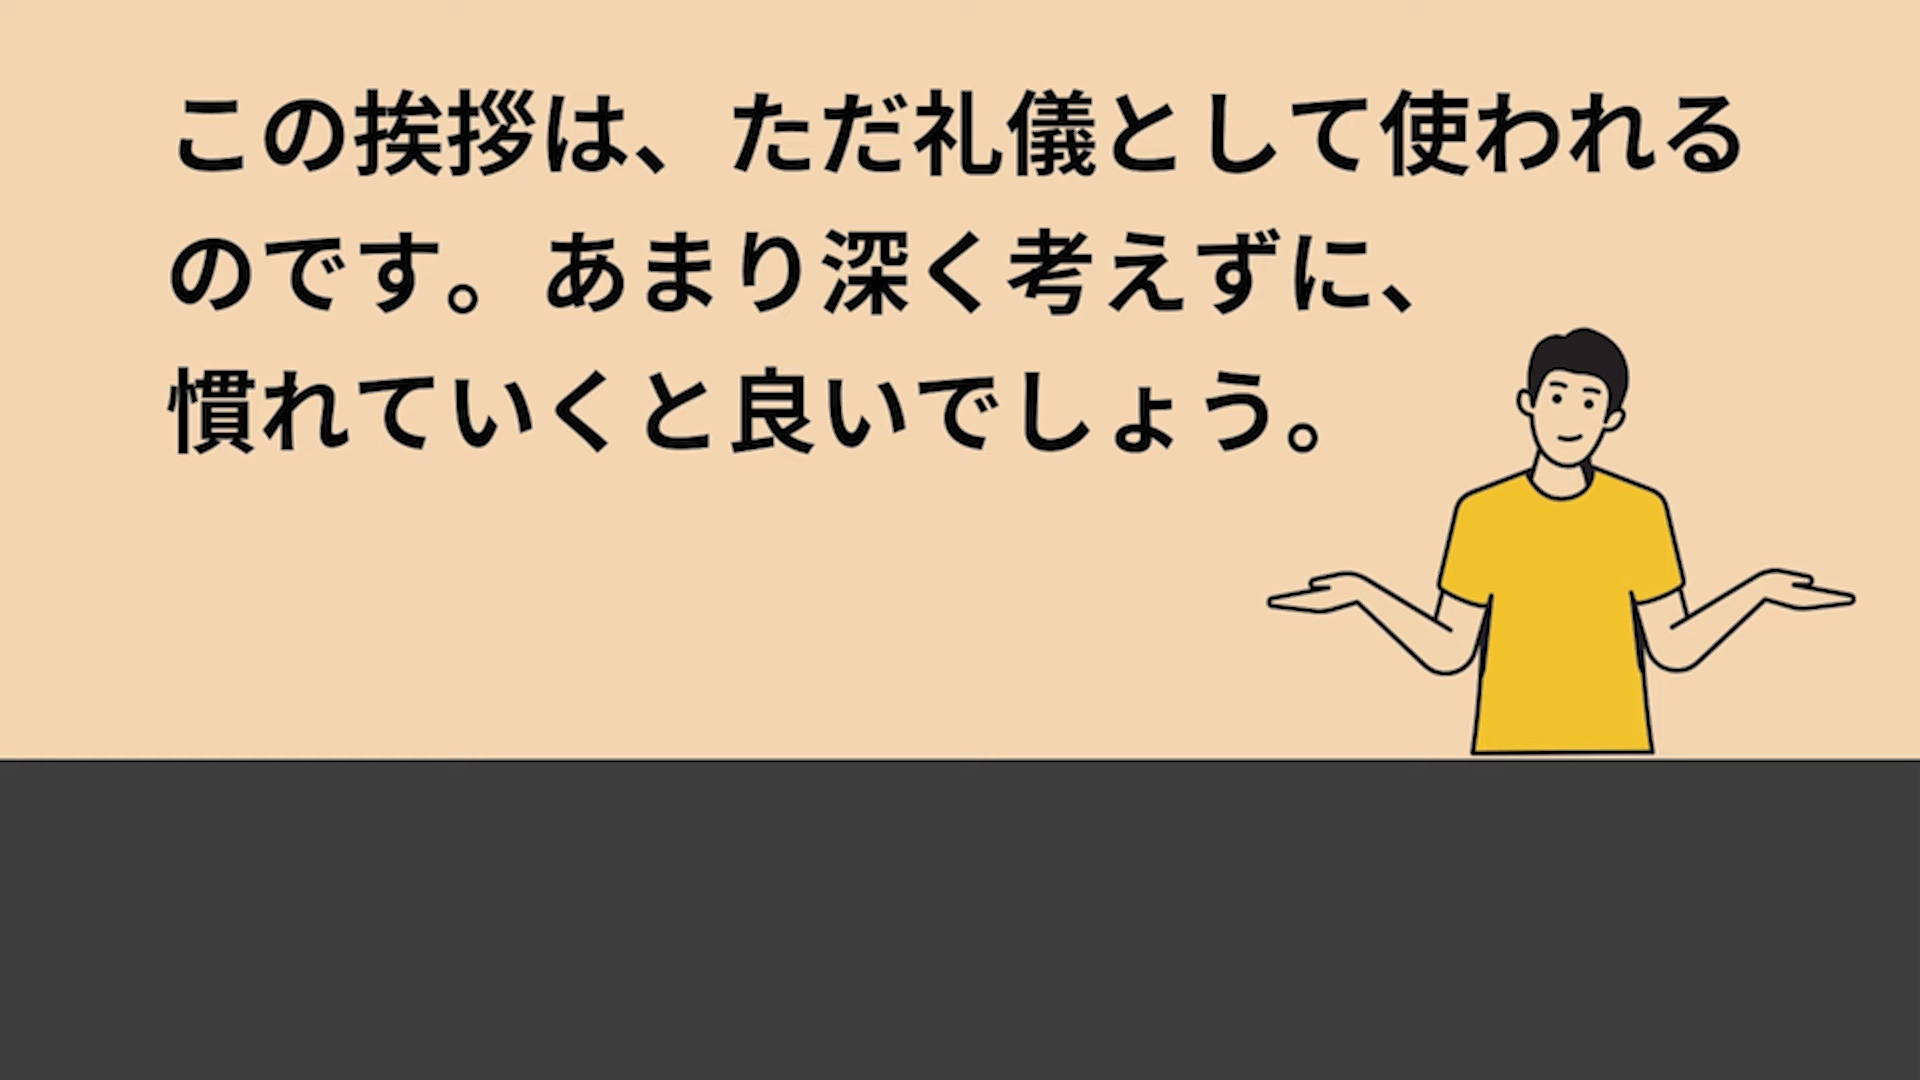 この挨拶は、ただ礼儀として使われる
のです。あまり深く考えずに、
慣れていくと良いでしょう。